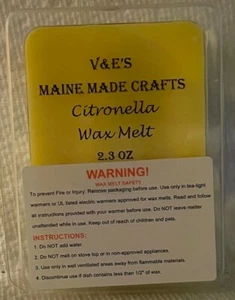 V&E'S
MAINE MADE CRAFTS
Citronella
Wax Melt
2.3 OZ
WARNING!
WAX MELT SAFETY
To prevent Fire or Injury. Remove packaging before use. Use only in tea-light
warmers or UL listed electric warmers approved for wax melts. Read and follow
all instructions provided with your warmer before use. Do NOT leave melter
unattended while in use. Keep out of reach of children and pets.
INSTRUCTIONS:
1. Do NOT add water.
2. Do NOT melt on stove top or in non-approved appliances.
3. Use only in well ventilated areas away from flammable materials.
4. Discontinue use if dish contains less than 1/2" of wax.